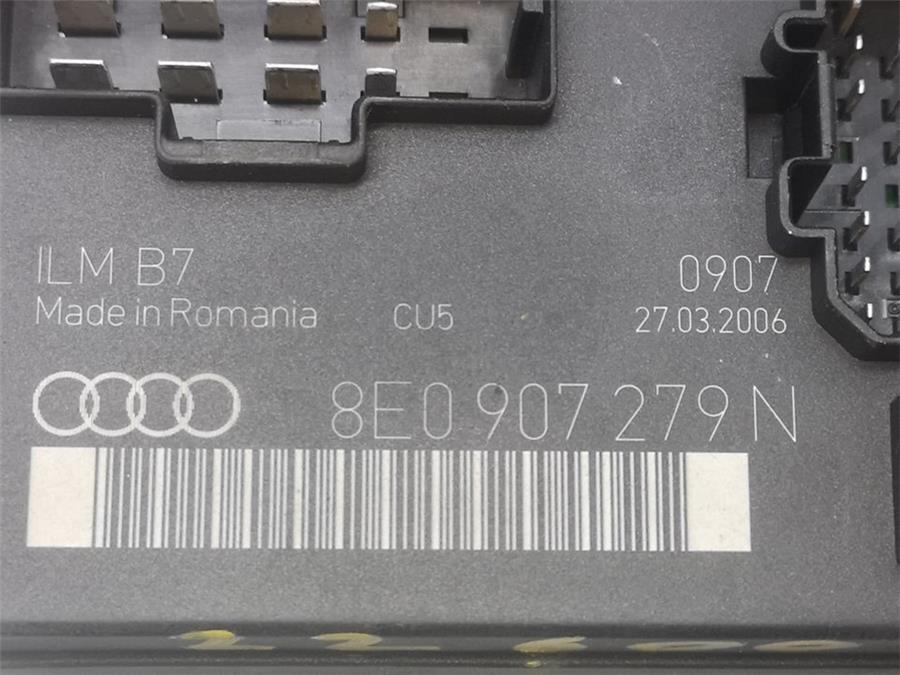 ILM B7
Made in Romania CU5
0907
27.03.2006
8E0 907 279 N